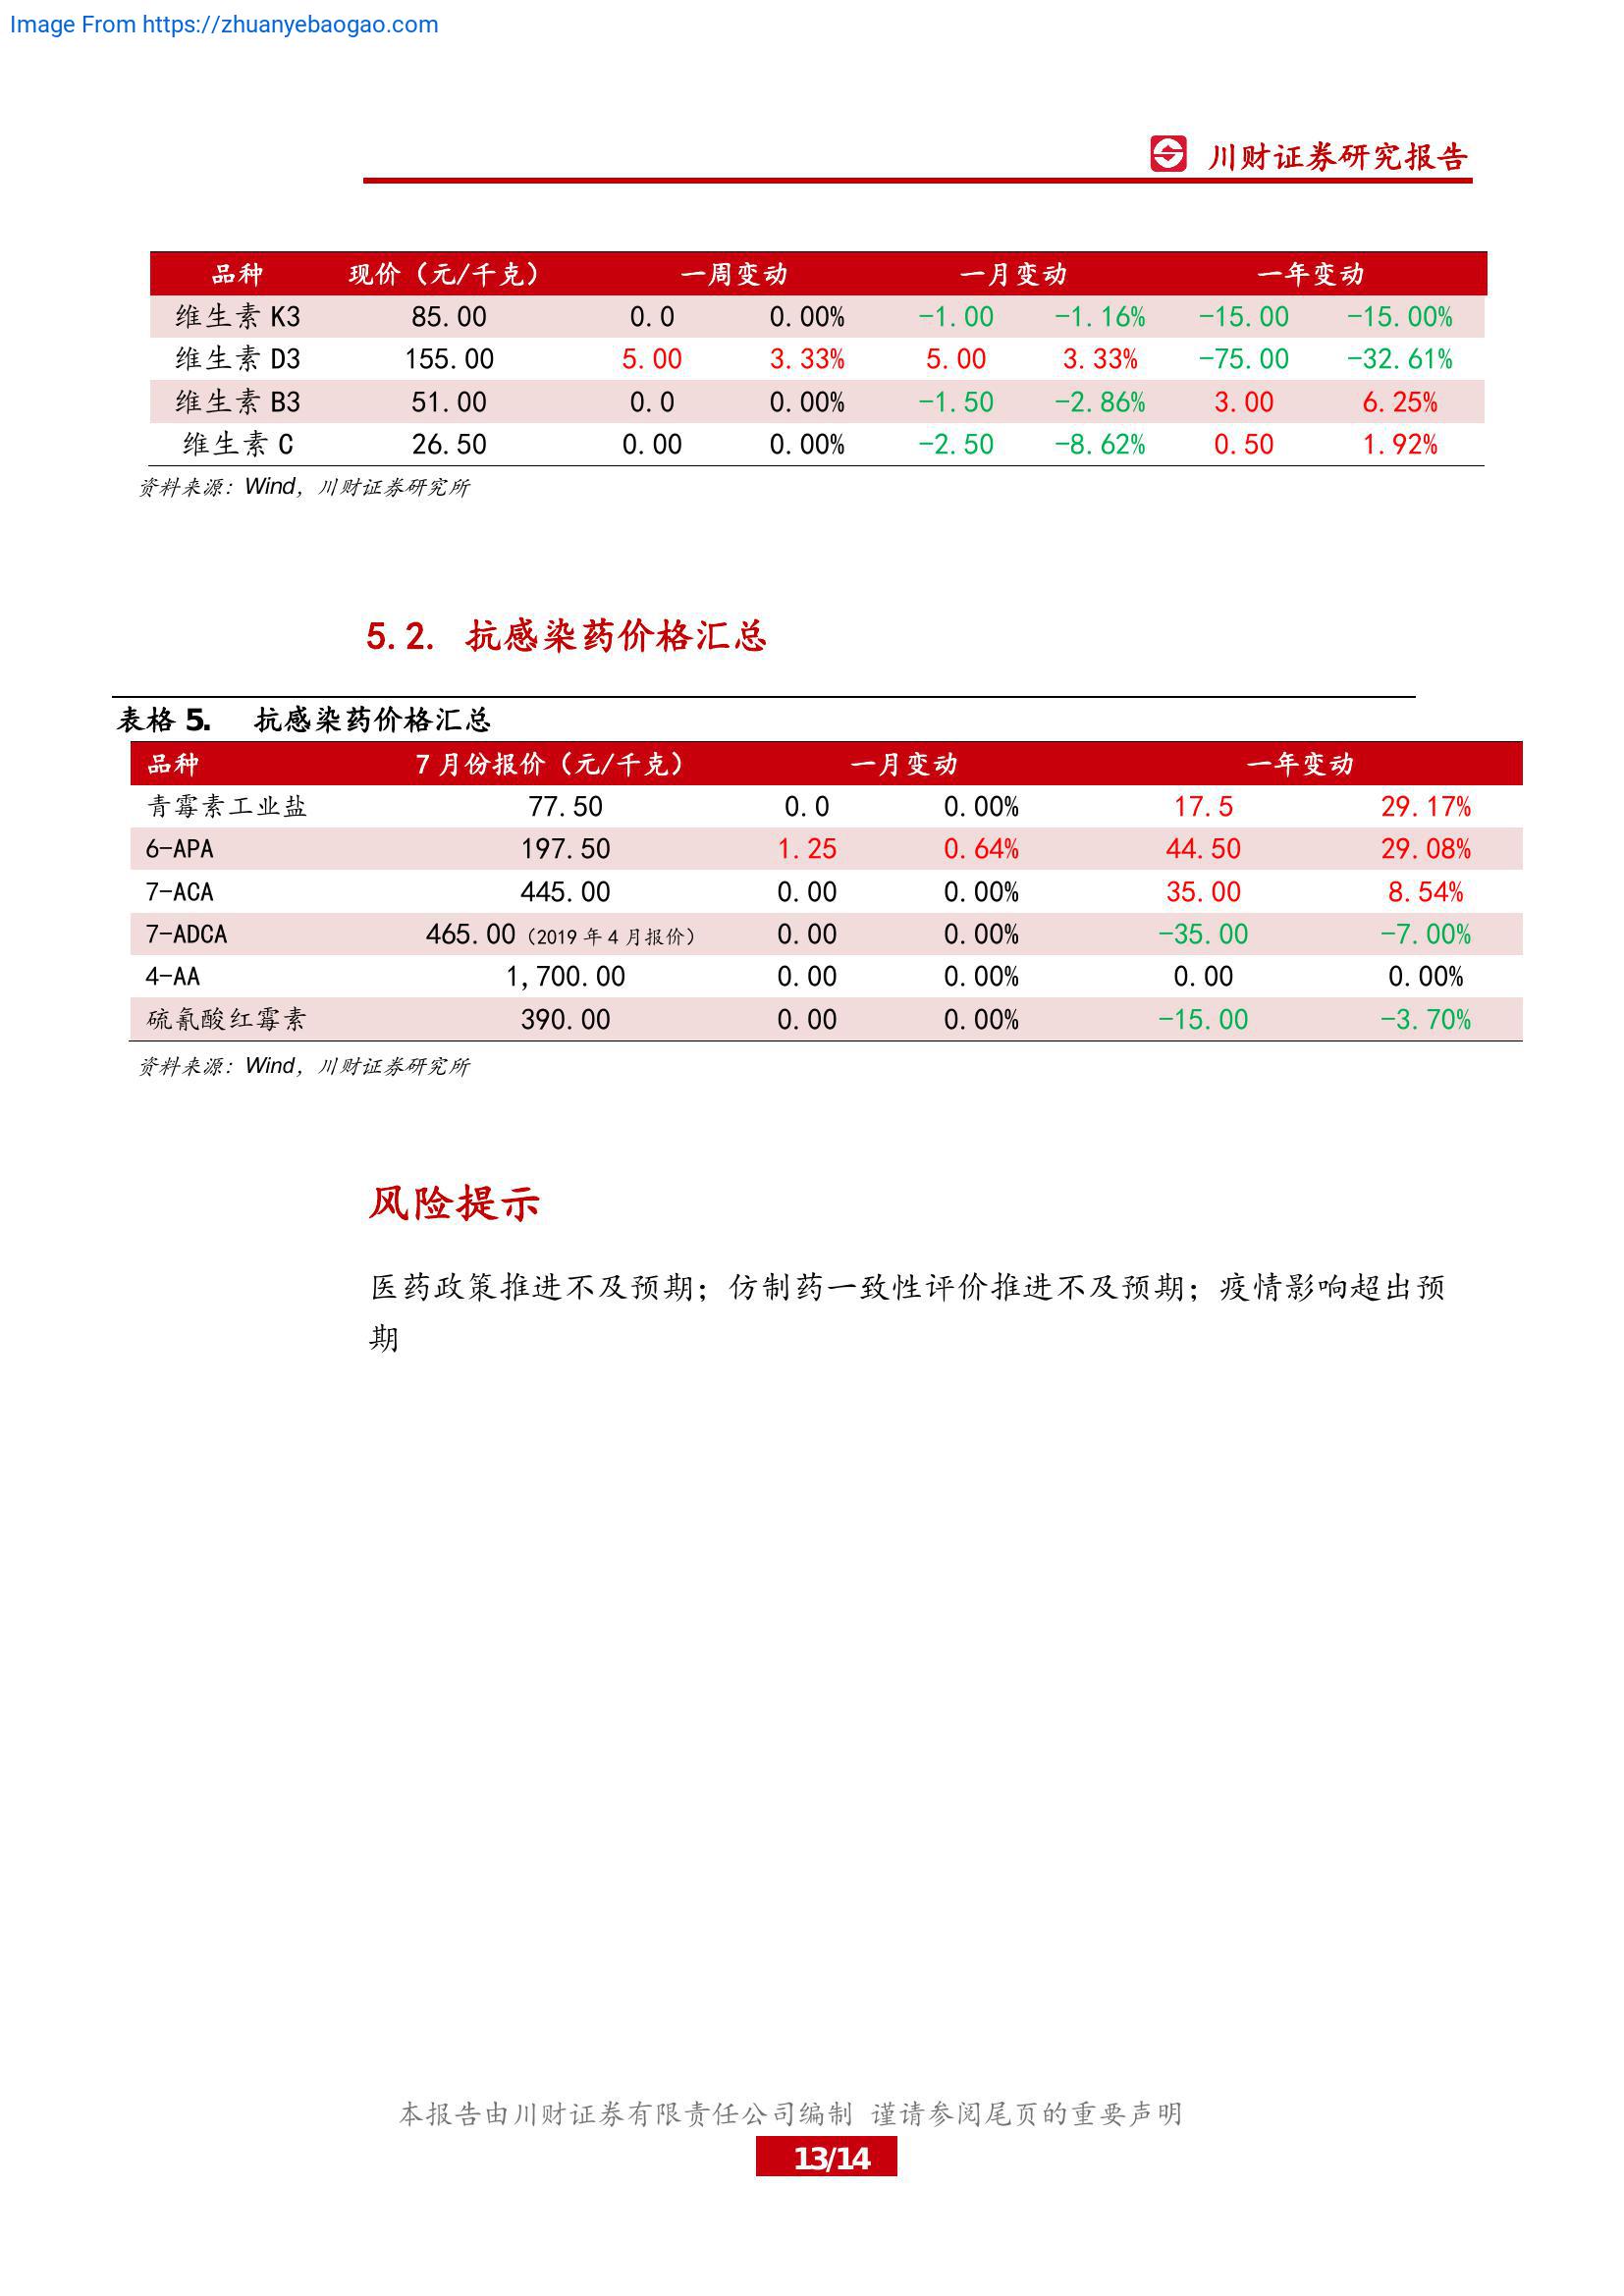 Image From https://zhuanyebaogao.com
川财证券研究报告
品种 现价（元/千克） 一周变动 一月变动 一年变动
维生素 K3 85.00 0.0 0.00% -1.00 -1.16% -15.00 -15.00%
维生素 D3 155.00 5.00 3.33% 5.00 3.33% -75.00 -32.61%
维生素 B3 51.00 0.0 0.00% -1.50 -2.86% 3.00 6.25%
维生素 C 26.50 0.00 0.00% -2.50 -8.62% 0.50 1.92%
资料来源：Wind，川财证券研究所
5.2. 抗感染药价格汇总
表格 5. 抗感染药价格汇总
品种 7 月份报价（元/千克） 一月变动 一年变动
青霉素工业盐 77.50 0.0 0.00% 17.5 29.17%
6-APA 197.50 1.25 0.64% 44.50 29.08%
7-ACA 445.00 0.00 0.00% 35.00 8.54%
7-ADCA 465.00（2019 年 4 月报价） 0.00 0.00% -35.00 -7.00%
4-AA 1,700.00 0.00 0.00% 0.00 0.00%
硫氰酸红霉素 390.00 0.00 0.00% -15.00 -3.70%
资料来源：Wind，川财证券研究所
风险提示
医药政策推进不及预期；仿制药一致性评价推进不及预期；疫情影响超出预
期
本报告由川财证券有限责任公司编制 谨请参阅尾页的重要声明
13/14